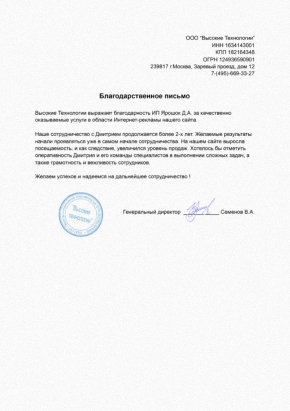 ООО "Высокие Технологии"
ИНН 1634143001
КПП 182164346
ОГРН 124936590901
239817 г.Москва, Заревый проезд, дом 12
7-(495)-669-33-27
Благодарственное письмо
Высокие Технологии выражает благодарность ИП Ярошок Д.А. за качественно
оказываемые услуги в области Интернет-рекламы нашего сайта.
Наше сотрудничество с Дмитрием продолжается более 2-х лет. Желаемые результаты
начали проявляться уже в самом начале сотрудничества. На нашем сайте выросла
посещаемость, и как следствие, увеличился уровень продаж. Хотелось бы отметить
оперативность Дмитрия и его команды специалистов в выполнении сложных задач, а
также грамотность и вежливость сотрудников.
Желаем успехов и надеемся на дальнейшее сотрудничество !
"Высокие
технологии"
Генеральный директор Семенов В.А.